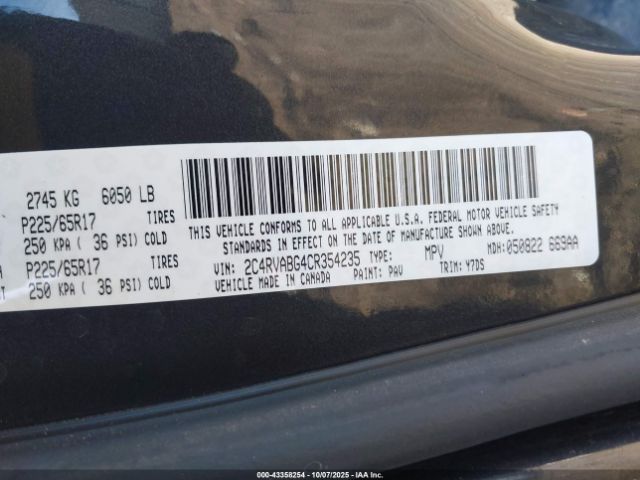 2745 KG 6050 LB
P225/65R17 TIRES
250 KPA ( 36 PSI) COLD
P225/65R17 TIRES
250 KPA ( 36 PSI) COLD
THIS VEHICLE CONFORMS TO ALL APPLICABLE U.S.A. FEDERAL MOTOR VEHICLE SAFETY
STANDARDS IN EFFECT ON THE DATE OF MANUFACTURE SHOWN ABOVE.
VIN: 2C4RVABG4CR354235 TYPE: MPV MDH: 050822 669AA
VEHICLE MADE IN CANADA PAINT: PAV TRIM: Y7DS
000-43358254 | 10/07/2025 | IAAI.COM